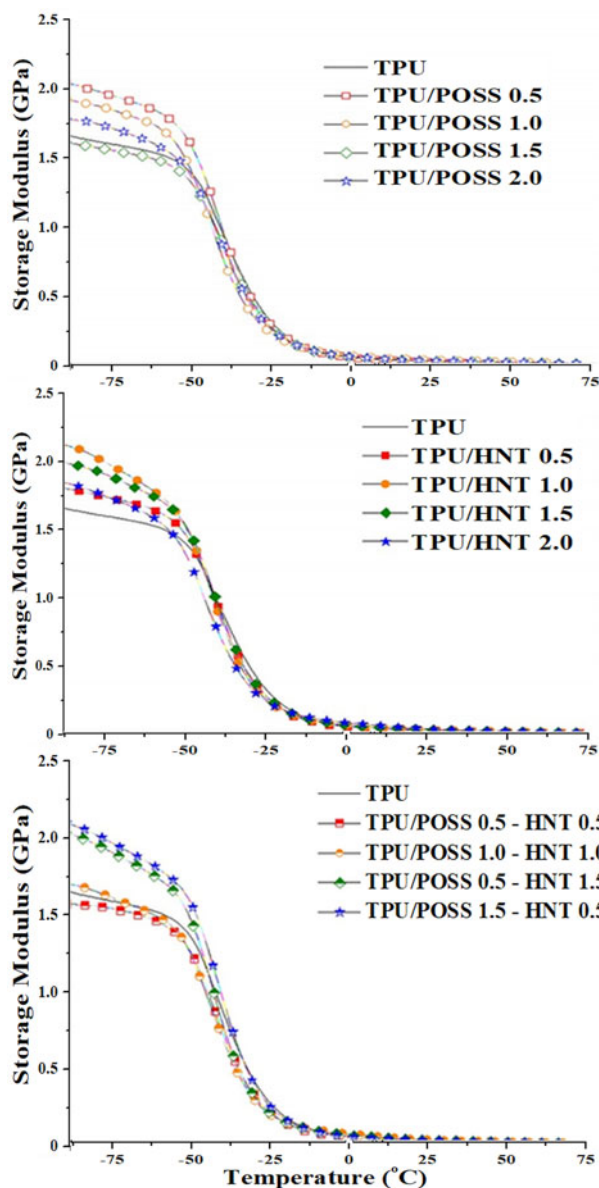 2.5
2.0
1.5
1.0
0.5
0
Storage Modulus (GPa)
TPU
TPU/POSS 0.5
TPU/POSS 1.0
TPU/POSS 1.5
TPU/POSS 2.0
-75 -50 -25 0 25 50 75
2.5
2.0
1.5
1.0
0.5
0
Storage Modulus (GPa)
TPU
TPU/HNT 0.5
TPU/HNT 1.0
TPU/HNT 1.5
TPU/HNT 2.0
-75 -50 -25 0 25 50 75
2.5
2.0
1.5
1.0
0.5
0
Storage Modulus (GPa)
TPU
TPU/POSS 0.5 - HNT 0.5
TPU/POSS 1.0 - HNT 1.0
TPU/POSS 0.5 - HNT 1.5
TPU/POSS 1.5 - HNT 0.5
-75 -50 -25 0 25 50 75
Temperature (°C)